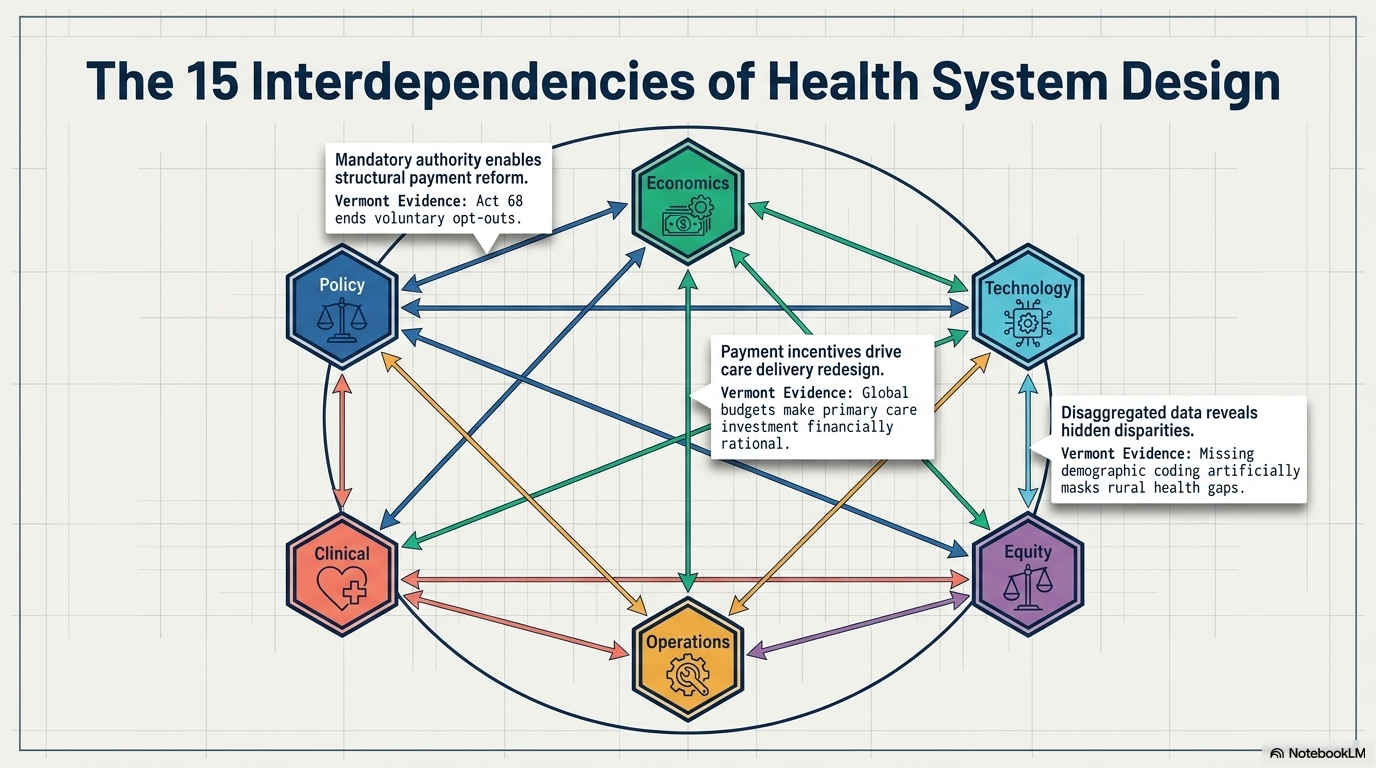 The 15 Interdependencies of Health System Design
Mandatory authority enables
structural payment reform.
Vermont Evidence: Act 68
ends voluntary opt-outs.
Economics
Policy
Technology
Payment incentives drive
care delivery redesign.
Vermont Evidence: Global
budgets make primary care
investment financially
rational.
Disaggregated data reveals
hidden disparities.
Vermont Evidence: Missing
demographic coding artificially
masks rural health gaps.
Clinical
Equity
Operations
NotebookLM